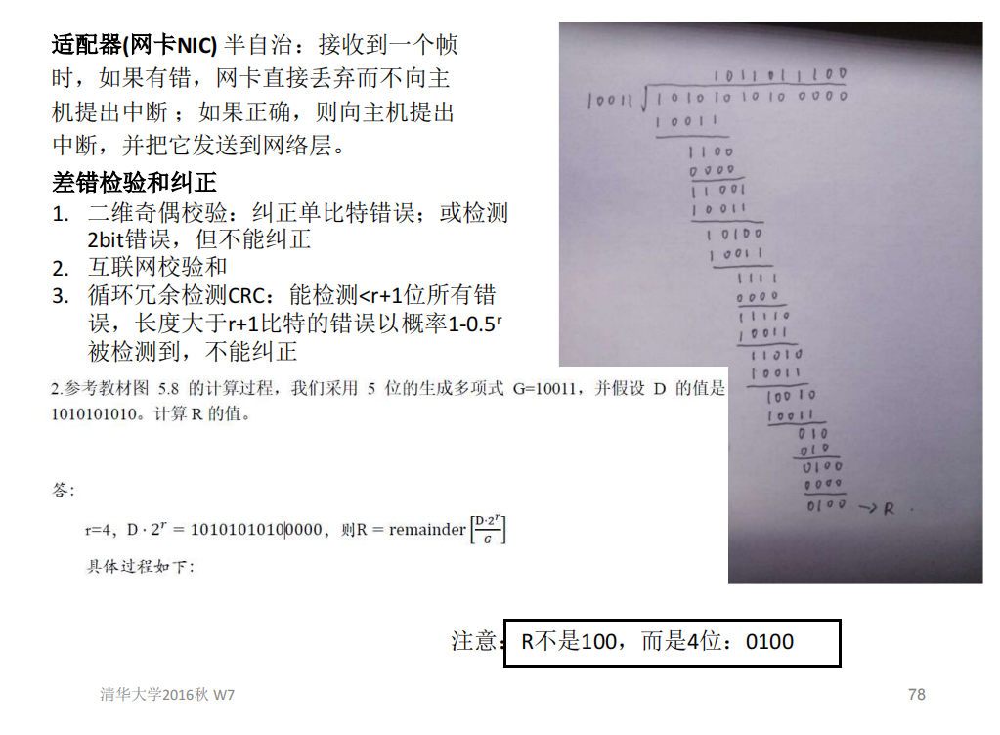 适配器(网卡NIC) 半自治：接收到一个帧
时，如果有错，网卡直接丢弃而不向主
机提出中断 ；如果正确，则向主机提出
中断，并把它发送到网络层。
差错检验和纠正
1. 二维奇偶校验：纠正单比特错误；或检测
2bit错误，但不能纠正
2. 互联网校验和
3. 循环冗余检测CRC：能检测<r+1位所有错
误，长度大于r+1比特的错误以概率1-0.5ʳ
被检测到，不能纠正
2.参考教材图 5.8 的计算过程，我们采用 5 位的生成多项式 G=10011，并假设 D 的值是
1010101010。计算 R 的值。
答：
r=4，D · 2ʳ = 10101010100000，则R = remainder [D·2ʳ/G]
具体过程如下：
1011011100
10011 10101010100000
10011
1100
0000
11001
10011
10100
10011
1111
0000
11110
10011
11010
10011
10010
10011
010
010
0100
0000
0100 → R .
注意：R不是100，而是4位：0100
清华大学2016秋 W7
78